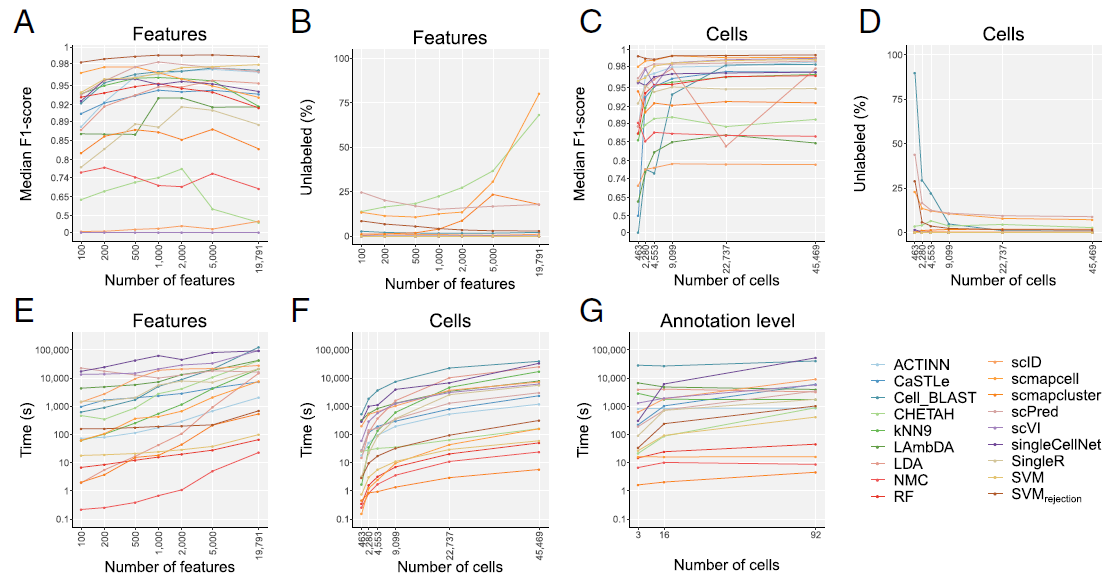 A
Features
Median F1-score
1
0.98
0.95
0.92
0.89
0.85
0.8
0.74
0.65
0.5
0
100
200
500
1,000
2,000
5,000
19,791
Number of features
B
Features
Unlabeled (%)
100
75
50
25
0
100
200
500
1,000
2,000
5,000
19,791
Number of features
C
Cells
Median F1-score
1
0.98
0.95
0.92
0.89
0.85
0.8
0.74
0.65
0.5
0
463
2,280
4,553
9,099
22,737
45,469
Number of cells
D
Cells
Unlabeled (%)
100
75
50
25
0
463
2,280
4,553
9,099
22,737
45,469
Number of cells
E
Features
Time (s)
100,000
10,000
1,000
100
10
1
0.1
100
200
500
1,000
2,000
5,000
19,791
Number of features
F
Cells
Time (s)
100,000
10,000
1,000
100
10
1
0.1
463
2,280
4,553
9,099
22,737
45,469
Number of cells
G
Annotation level
Time (s)
100,000
10,000
1,000
100
10
1
0.1
3
16
92
Number of cells
ACTINN
CaSTLe
Cell_BLAST
CHETAH
kNN9
LAmbDA
LDA
NMC
RF
scID
scmapcell
scmapcluster
scPred
scVI
singleCellNet
SingleR
SVM
SVMrejection